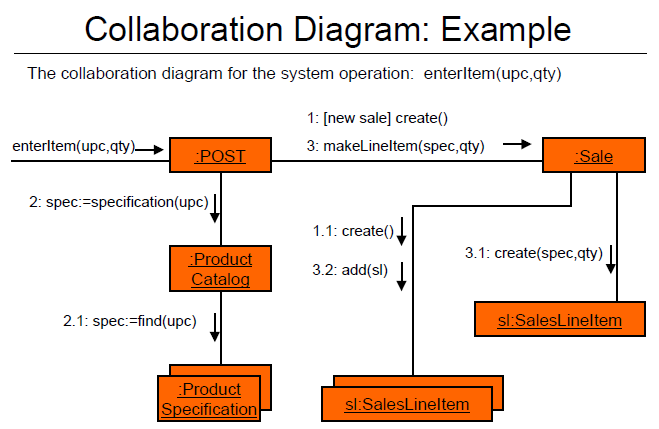 Collaboration Diagram: Example
The collaboration diagram for the system operation: enterItem(upc,qty)
1: [new sale] create()
enterItem(upc,qty)
:POST
3: makeLineItem(spec,qty)
:Sale
2: spec:=specification(upc)
1.1: create()
3.1: create(spec,qty)
:Product
Catalog
3.2: add(sl)
2.1: spec:=find(upc)
sl:SalesLineItem
:Product
Specification
sl:SalesLineItem